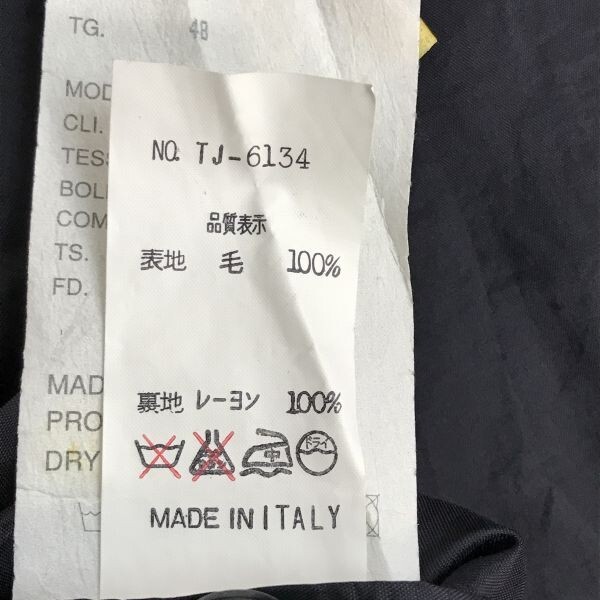 TG. 48
MOD
CLI.
TESS
BOL
COM
TS.
FD.
MAD
PRO
DRY
NO. TJ-6134
品質表示
表地 毛 100%
裏地 レーヨン 100%
中 ドライ
MADE IN ITALY